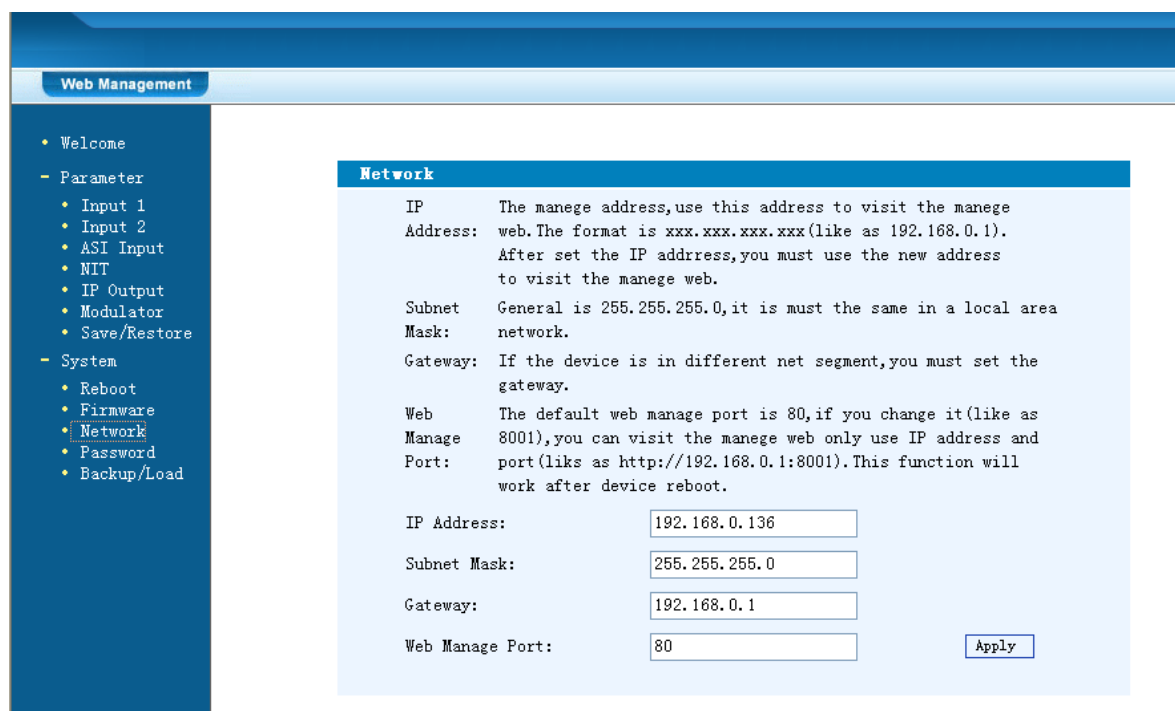 Web Management
Welcome
Parameter
Input 1
Input 2
ASI Input
NIT
IP Output
Modulator
Save/Restore
System
Reboot
Firmware
Network
Password
Backup/Load
Network
IP Address: The manege address,use this address to visit the manege
web.The format is xxx.xxx.xxx.xxx(like as 192.168.0.1).
After set the IP addrress,you must use the new address
to visit the manege web.
Subnet Mask: General is 255.255.255.0,it is must the same in a local area
network.
Gateway: If the device is in different net segment,you must set the
gateway.
Web Manage Port: The default web manage port is 80,if you change it(like as
8001),you can visit the manege web only use IP address and
port(liks as http://192.168.0.1:8001).This function will
work after device reboot.
IP Address: 192.168.0.136
Subnet Mask: 255.255.255.0
Gateway: 192.168.0.1
Web Manage Port: 80 Apply